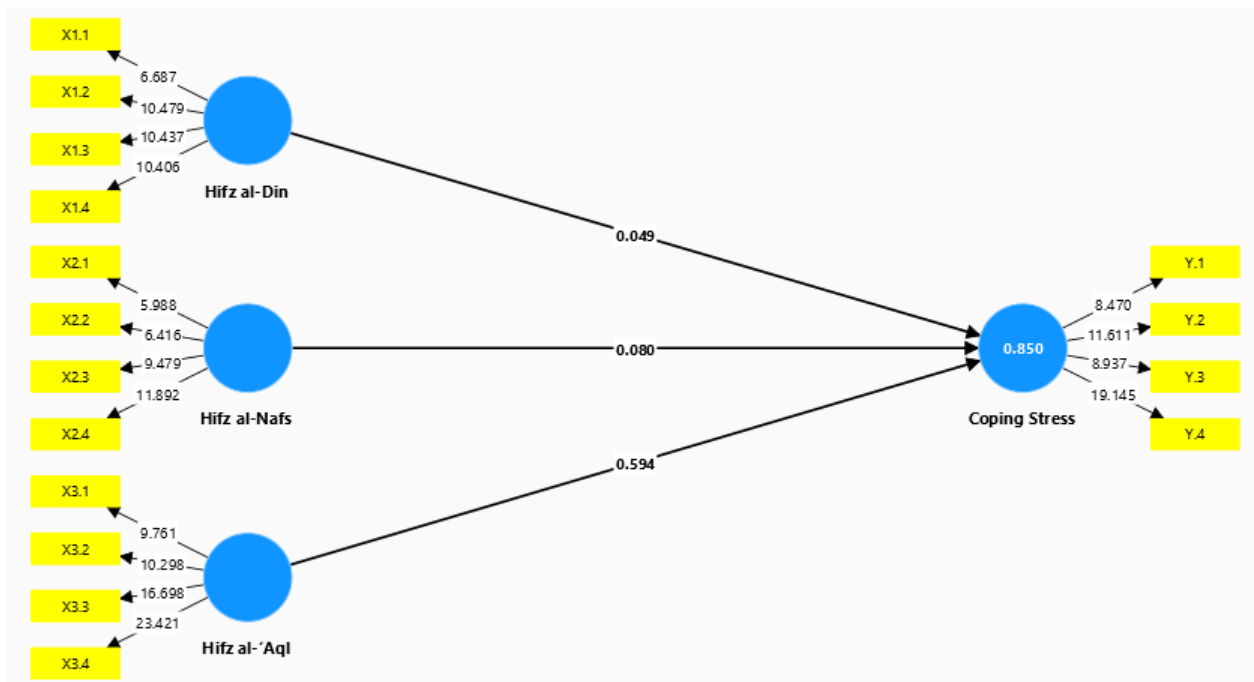 X1.1
6.687
X1.2
10.479
X1.3
10.437
10.406
X1.4
Hifz al-Din
0.049
X2.1
5.988
X2.2
6.416
X2.3
9.479
11.892
X2.4
Hifz al-Nafs
0.080
X3.1
9.761
X3.2
10.298
X3.3
16.698
23.421
X3.4
Hifz al-‘Aql
0.594
0.850
Coping Stress
Y.1
8.470
Y.2
11.611
Y.3
8.937
19.145
Y.4